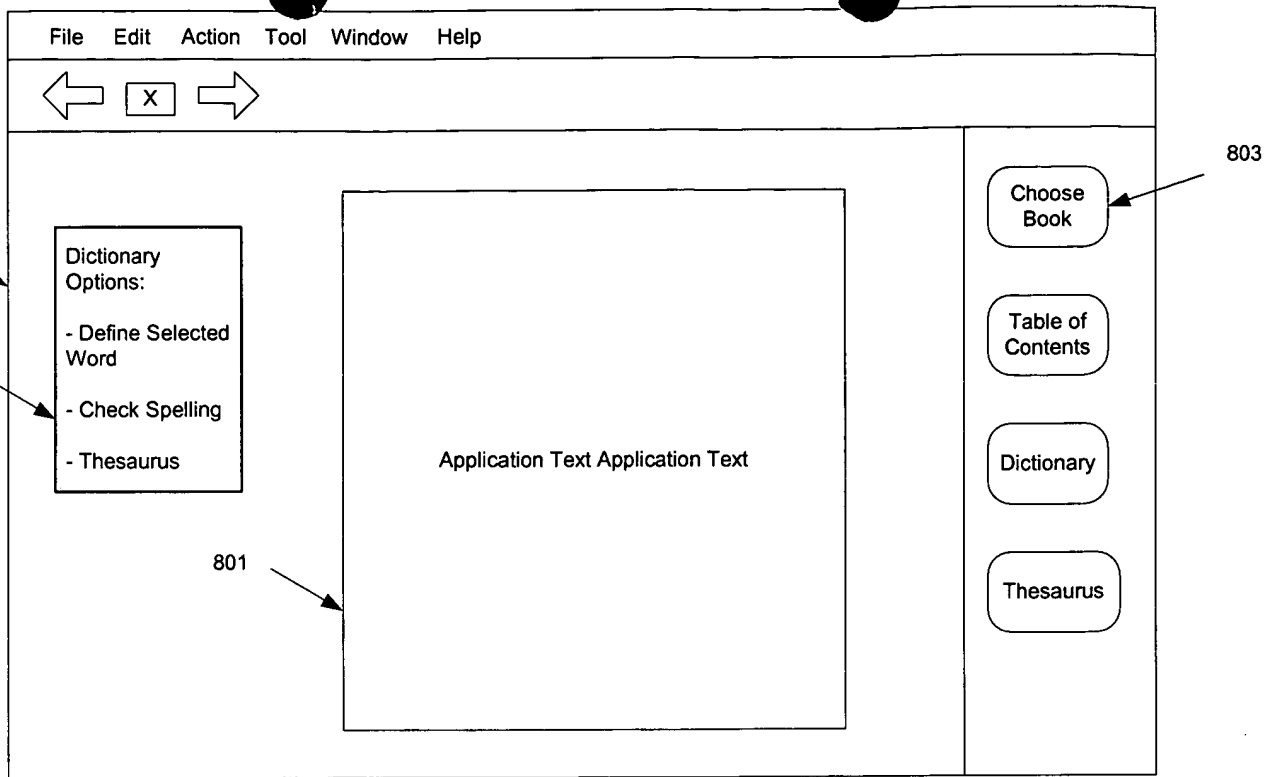 File Edit Action Tool Window Help
X
803
Choose
Book
Dictionary
Options:
- Define Selected
Word
- Check Spelling
- Thesaurus
Table of
Contents
Application Text Application Text
Dictionary
801
Thesaurus